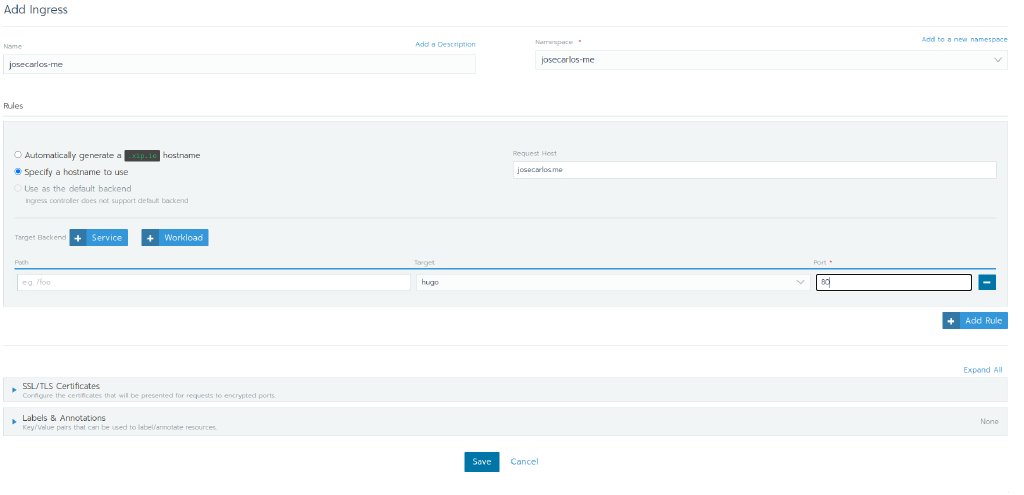 Add Ingress
Name
Add a Description
josecarlos-me
Namespace *
Add to a new namespace
josecarlos-me
Rules
Automatically generate a .xip.io hostname
Specify a hostname to use
Use as the default backend
Ingress controller does not support default backend
Request Host
josecarlos.me
Target Backend + Service + Workload
Path
Target
Port *
e.g. /foo
hugo
80
+ Add Rule
Expand All
SSL/TLS Certificates
Configure the certificates that will be presented for requests to encrypted ports.
Labels & Annotations
Key/Value pairs that can be used to label/annotate resources.
None
Save
Cancel